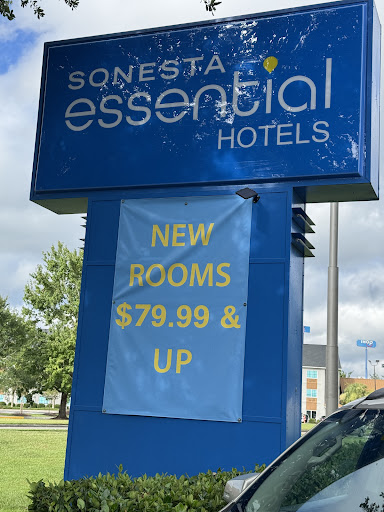 SONESTA
essential
HOTELS
NEW
ROOMS
$79.99 &
UP